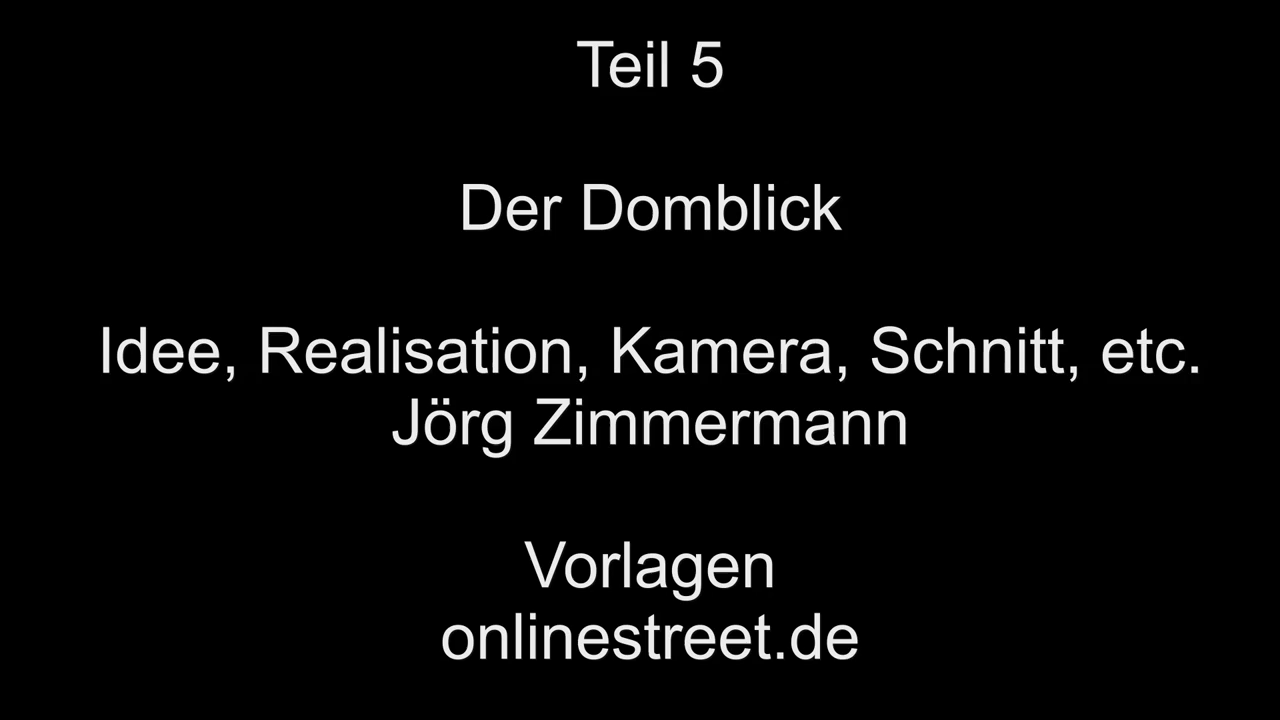 Teil 5
Der Domblick
Idee, Realisation, Kamera, Schnitt, etc.
Jörg Zimmermann
Vorlagen
onlinestreet.de